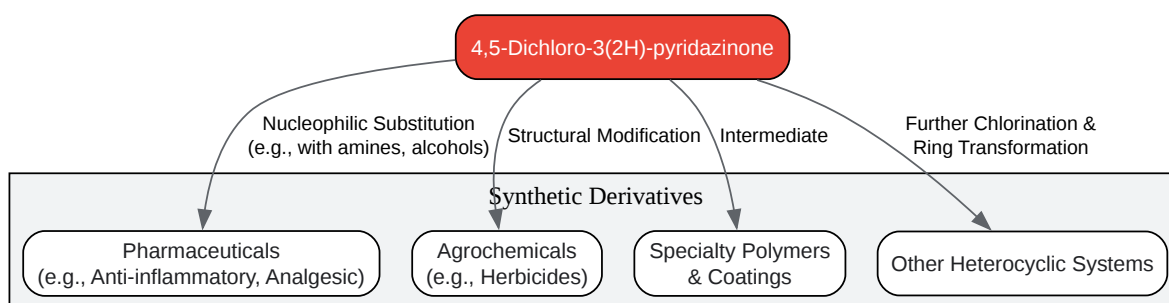 4,5-Dichloro-3(2H)-pyridazinone
Nucleophilic Substitution
(e.g., with amines, alcohols)
Structural Modification
Intermediate
Further Chlorination &
Ring Transformation
Synthetic Derivatives
Pharmaceuticals
(e.g., Anti-inflammatory, Analgesic)
Agrochemicals
(e.g., Herbicides)
Specialty Polymers
& Coatings
Other Heterocyclic Systems